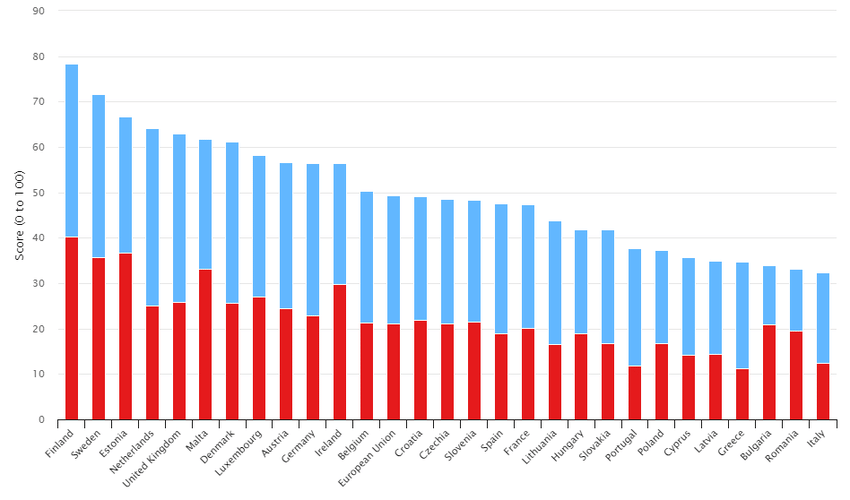 Score (0 to 100)
90
80
70
60
50
40
30
20
10
0
Finland
Sweden
Estonia
Netherlands
United Kingdom
Malta
Denmark
Luxembourg
Austria
Germany
Ireland
Belgium
European Union
Croatia
Czechia
Slovenia
Spain
France
Lithuania
Hungary
Slovakia
Portugal
Poland
Cyprus
Latvia
Greece
Bulgaria
Romania
Italy